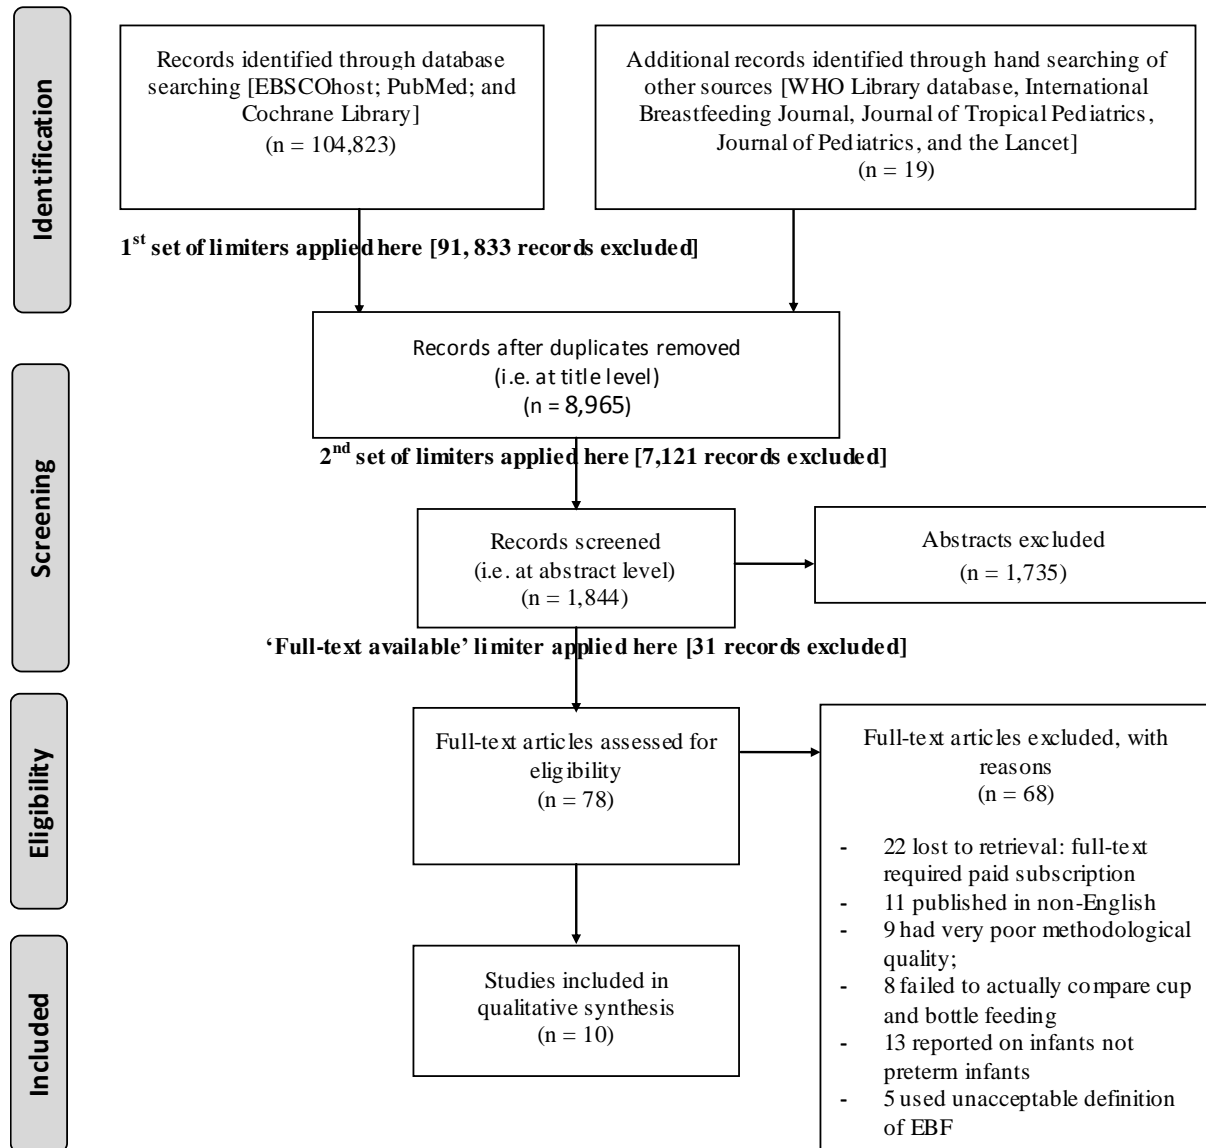 Identification
Records identified through database
searching [EBSCOhost; PubMed; and
Cochrane Library]
(n = 104,823)
Additional records identified through hand searching of
other sources [WHO Library database, International
Breastfeeding Journal, Journal of Tropical Pediatrics,
Journal of Pediatrics, and the Lancet]
(n = 19)
1st set of limiters applied here [91, 833 records excluded]
Records after duplicates removed
(i.e. at title level)
(n = 8,965)
Screening
2nd set of limiters applied here [7,121 records excluded]
Records screened
(i.e. at abstract level)
(n = 1,844)
Abstracts excluded
(n = 1,735)
‘Full-text available’ limiter applied here [31 records excluded]
Eligibility
Full-text articles assessed for
eligibility
(n = 78)
Full-text articles excluded, with
reasons
(n = 68)
- 22 lost to retrieval: full-text
required paid subscription
- 11 published in non-English
- 9 had very poor methodological
quality;
- 8 failed to actually compare cup
and bottle feeding
- 13 reported on infants not
preterm infants
- 5 used unacceptable definition
of EBF
Included
Studies included in
qualitative synthesis
(n = 10)